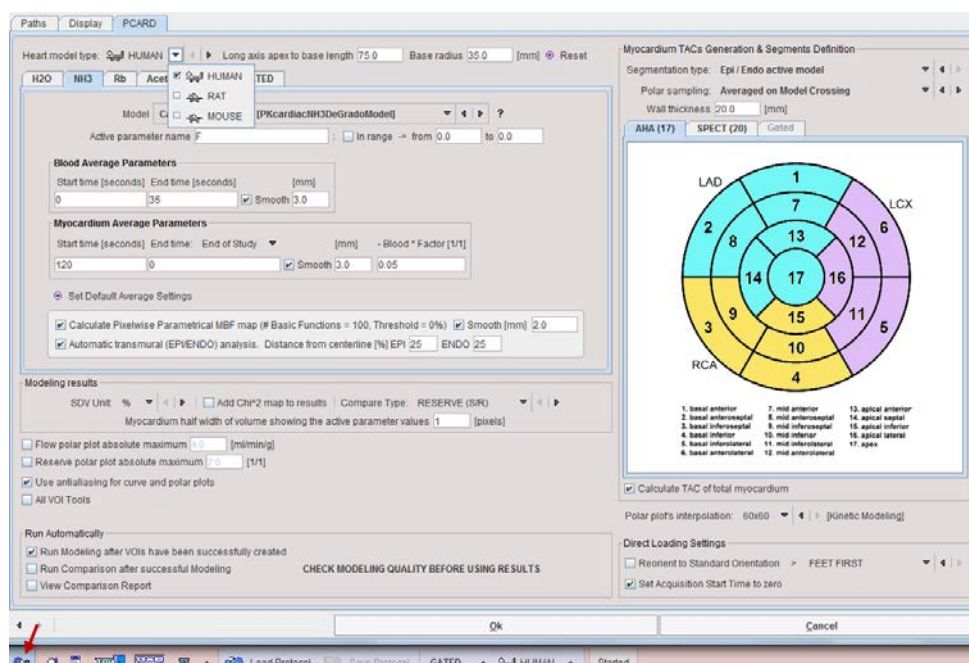 Paths Display PCARD
Heart model type: HUMAN Long axis apex to base length 75.0 Base radius 35.0 [mm] Reset
HUMAN
RAT
MOUSE
H2O NH3 Rb Acet TED
Model Ca [PKcardiacNH3DeGradoModel] ?
Active parameter name F : In range -> from 0.0 to 0.0
Blood Average Parameters
Start time [seconds] End time [seconds] [mm]
0 35 Smooth 3.0
Myocardium Average Parameters
Start time [seconds] End time: End of Study [mm] - Blood * Factor [1/1]
120 0 Smooth 3.0 0.05
Set Default Average Settings
Calculate Pixelwise Parametrical MBF map (# Basic Functions = 100, Threshold = 0%) Smooth [mm] 2.0
Automatic transmural (EPI/ENDO) analysis. Distance from centerline [%] EPI 25 ENDO 25
Modeling results
SDV Unit: % Add Chi^2 map to results Compare Type: RESERVE (S/R)
Myocardium half width of volume showing the active parameter values 1 [pixels]
Flow polar plot absolute maximum [ml/min/g]
Reserve polar plot absolute maximum [1/1]
Use antialiasing for curve and polar plots
All VOI Tools
Run Automatically
Run Modeling after VOIs have been successfully created
Run Comparison after successful Modeling CHECK MODELING QUALITY BEFORE USING RESULTS
View Comparison Report
Myocardium TACs Generation & Segments Definition
Segmentation type: Epi / Endo active model
Polar sampling: Averaged on Model Crossing
Wall thickness 20.0 [mm]
AHA (17) SPECT (20) Gated
LAD LCX RCA
1
7
2 8 13 12 6
14 17 16
3 9 15 11 5
10
4
1. basal anterior 7. mid anterior 13. apical anterior
2. basal anteroseptal 8. mid anteroseptal 14. apical septal
3. basal inferoseptal 9. mid inferoseptal 15. apical inferior
4. basal inferior 10. mid inferior 16. apical lateral
5. basal inferolateral 11. mid inferolateral 17. apex
6. basal anterolateral 12. mid anterolateral
Calculate TAC of total myocardium
Polar plot's interpolation: 60x60 [Kinetic Modeling]
Direct Loading Settings
Reorient to Standard Orientation > FEET FIRST
Set Acquisition Start Time to zero
Ok Cancel
Load Protocol Save Protocol GATED HUMAN Started